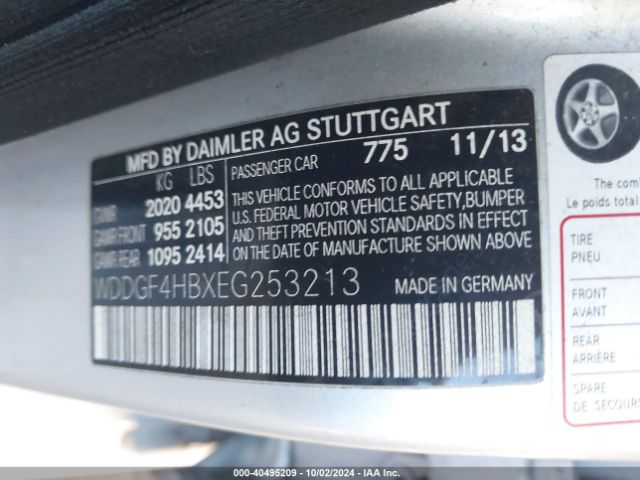 MFD BY DAIMLER AG STUTTGART
KG LBS
GVWR 2020 4453
GAWR FRONT 955 2105
GAWR REAR 1095 2414
PASSENGER CAR 775 11/13
THIS VEHICLE CONFORMS TO ALL APPLICABLE
U.S. FEDERAL MOTOR VEHICLE SAFETY,BUMPER
AND THEFT PREVENTION STANDARDS IN EFFECT
ON THE DATE OF MANUFACTURE SHOWN ABOVE
WDDGF4HBXEG253213
MADE IN GERMANY
The com
Le poids total
TIRE
PNEU
FRONT
AVANT
REAR
ARRIÈRE
SPARE
DE SECOUR
000-40495209 - 10/02/2024 - IAA Inc.